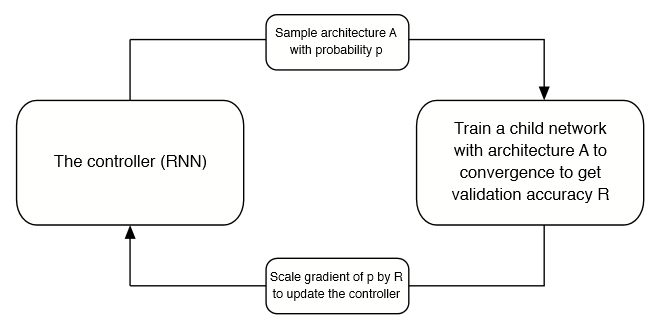 Sample architecture A
with probability p
The controller (RNN)
Train a child network
with architecture A to
convergence to get
validation accuracy R
Scale gradient of p by R
to update the controller